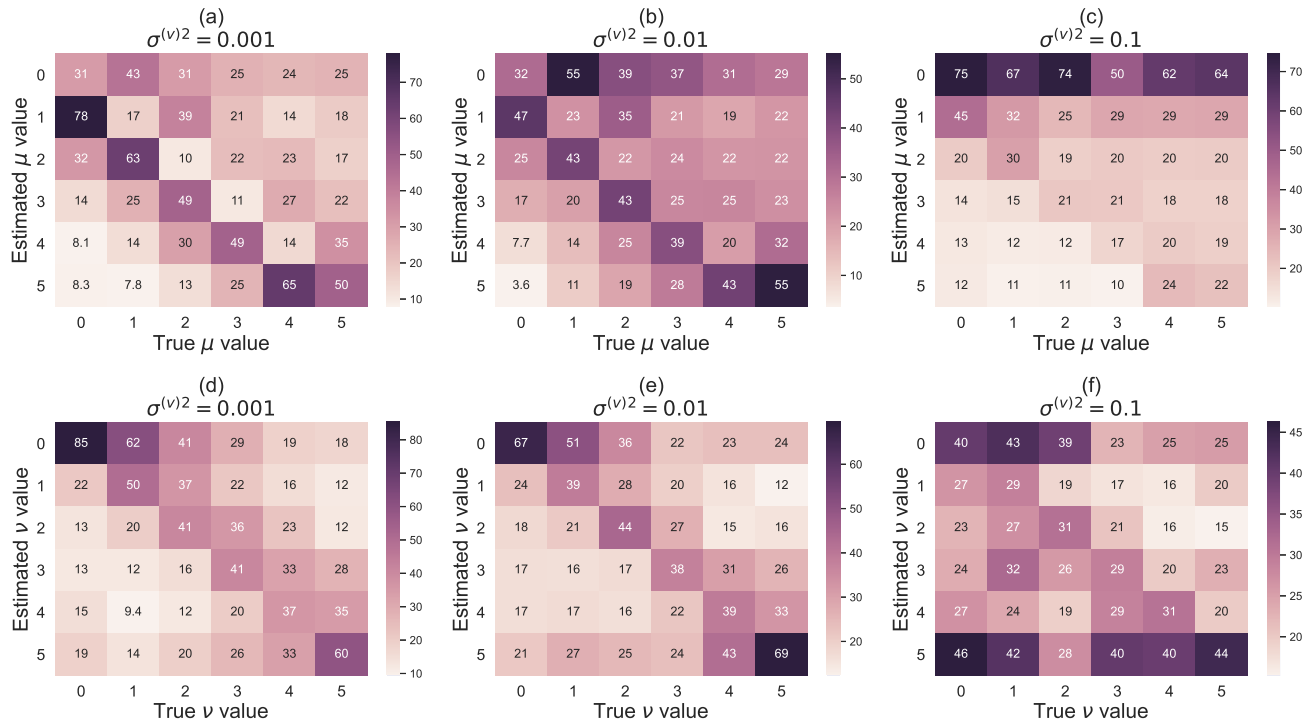 (a)
σ^(v)2 = 0.001
0 31 43 31 25 24 25
1 78 17 39 21 14 18
2 32 63 10 22 23 17
3 14 25 49 11 27 22
4 8.1 14 30 49 14 35
5 8.3 7.8 13 25 65 50
0 1 2 3 4 5
True μ value
Estimated μ value
70
60
50
40
30
20
10
(b)
σ^(v)2 = 0.01
0 32 55 39 37 31 29
1 47 23 35 21 19 22
2 25 43 22 24 22 22
3 17 20 43 25 25 23
4 7.7 14 25 39 20 32
5 3.6 11 19 28 43 55
0 1 2 3 4 5
True μ value
Estimated μ value
50
40
30
20
10
(c)
σ^(v)2 = 0.1
0 75 67 74 50 62 64
1 45 32 25 29 29 29
2 20 30 19 20 20 20
3 14 15 21 21 18 18
4 13 12 12 17 20 19
5 12 11 11 10 24 22
0 1 2 3 4 5
True μ value
Estimated μ value
70
60
50
40
30
20
(d)
σ^(v)2 = 0.001
0 85 62 41 29 19 18
1 22 50 37 22 16 12
2 13 20 41 36 23 12
3 13 12 16 41 33 28
4 15 9.4 12 20 37 35
5 19 14 20 26 33 60
0 1 2 3 4 5
True ν value
Estimated ν value
80
70
60
50
40
30
20
10
(e)
σ^(v)2 = 0.01
0 67 51 36 22 23 24
1 24 39 28 20 16 12
2 18 21 44 27 15 16
3 17 16 17 38 31 26
4 17 17 16 22 39 33
5 21 27 25 24 43 69
0 1 2 3 4 5
True ν value
Estimated ν value
60
50
40
30
20
(f)
σ^(v)2 = 0.1
0 40 43 39 23 25 25
1 27 29 19 17 16 20
2 23 27 31 21 16 15
3 24 32 26 29 20 23
4 27 24 19 29 31 20
5 46 42 28 40 40 44
0 1 2 3 4 5
True ν value
Estimated ν value
45
40
35
30
25
20